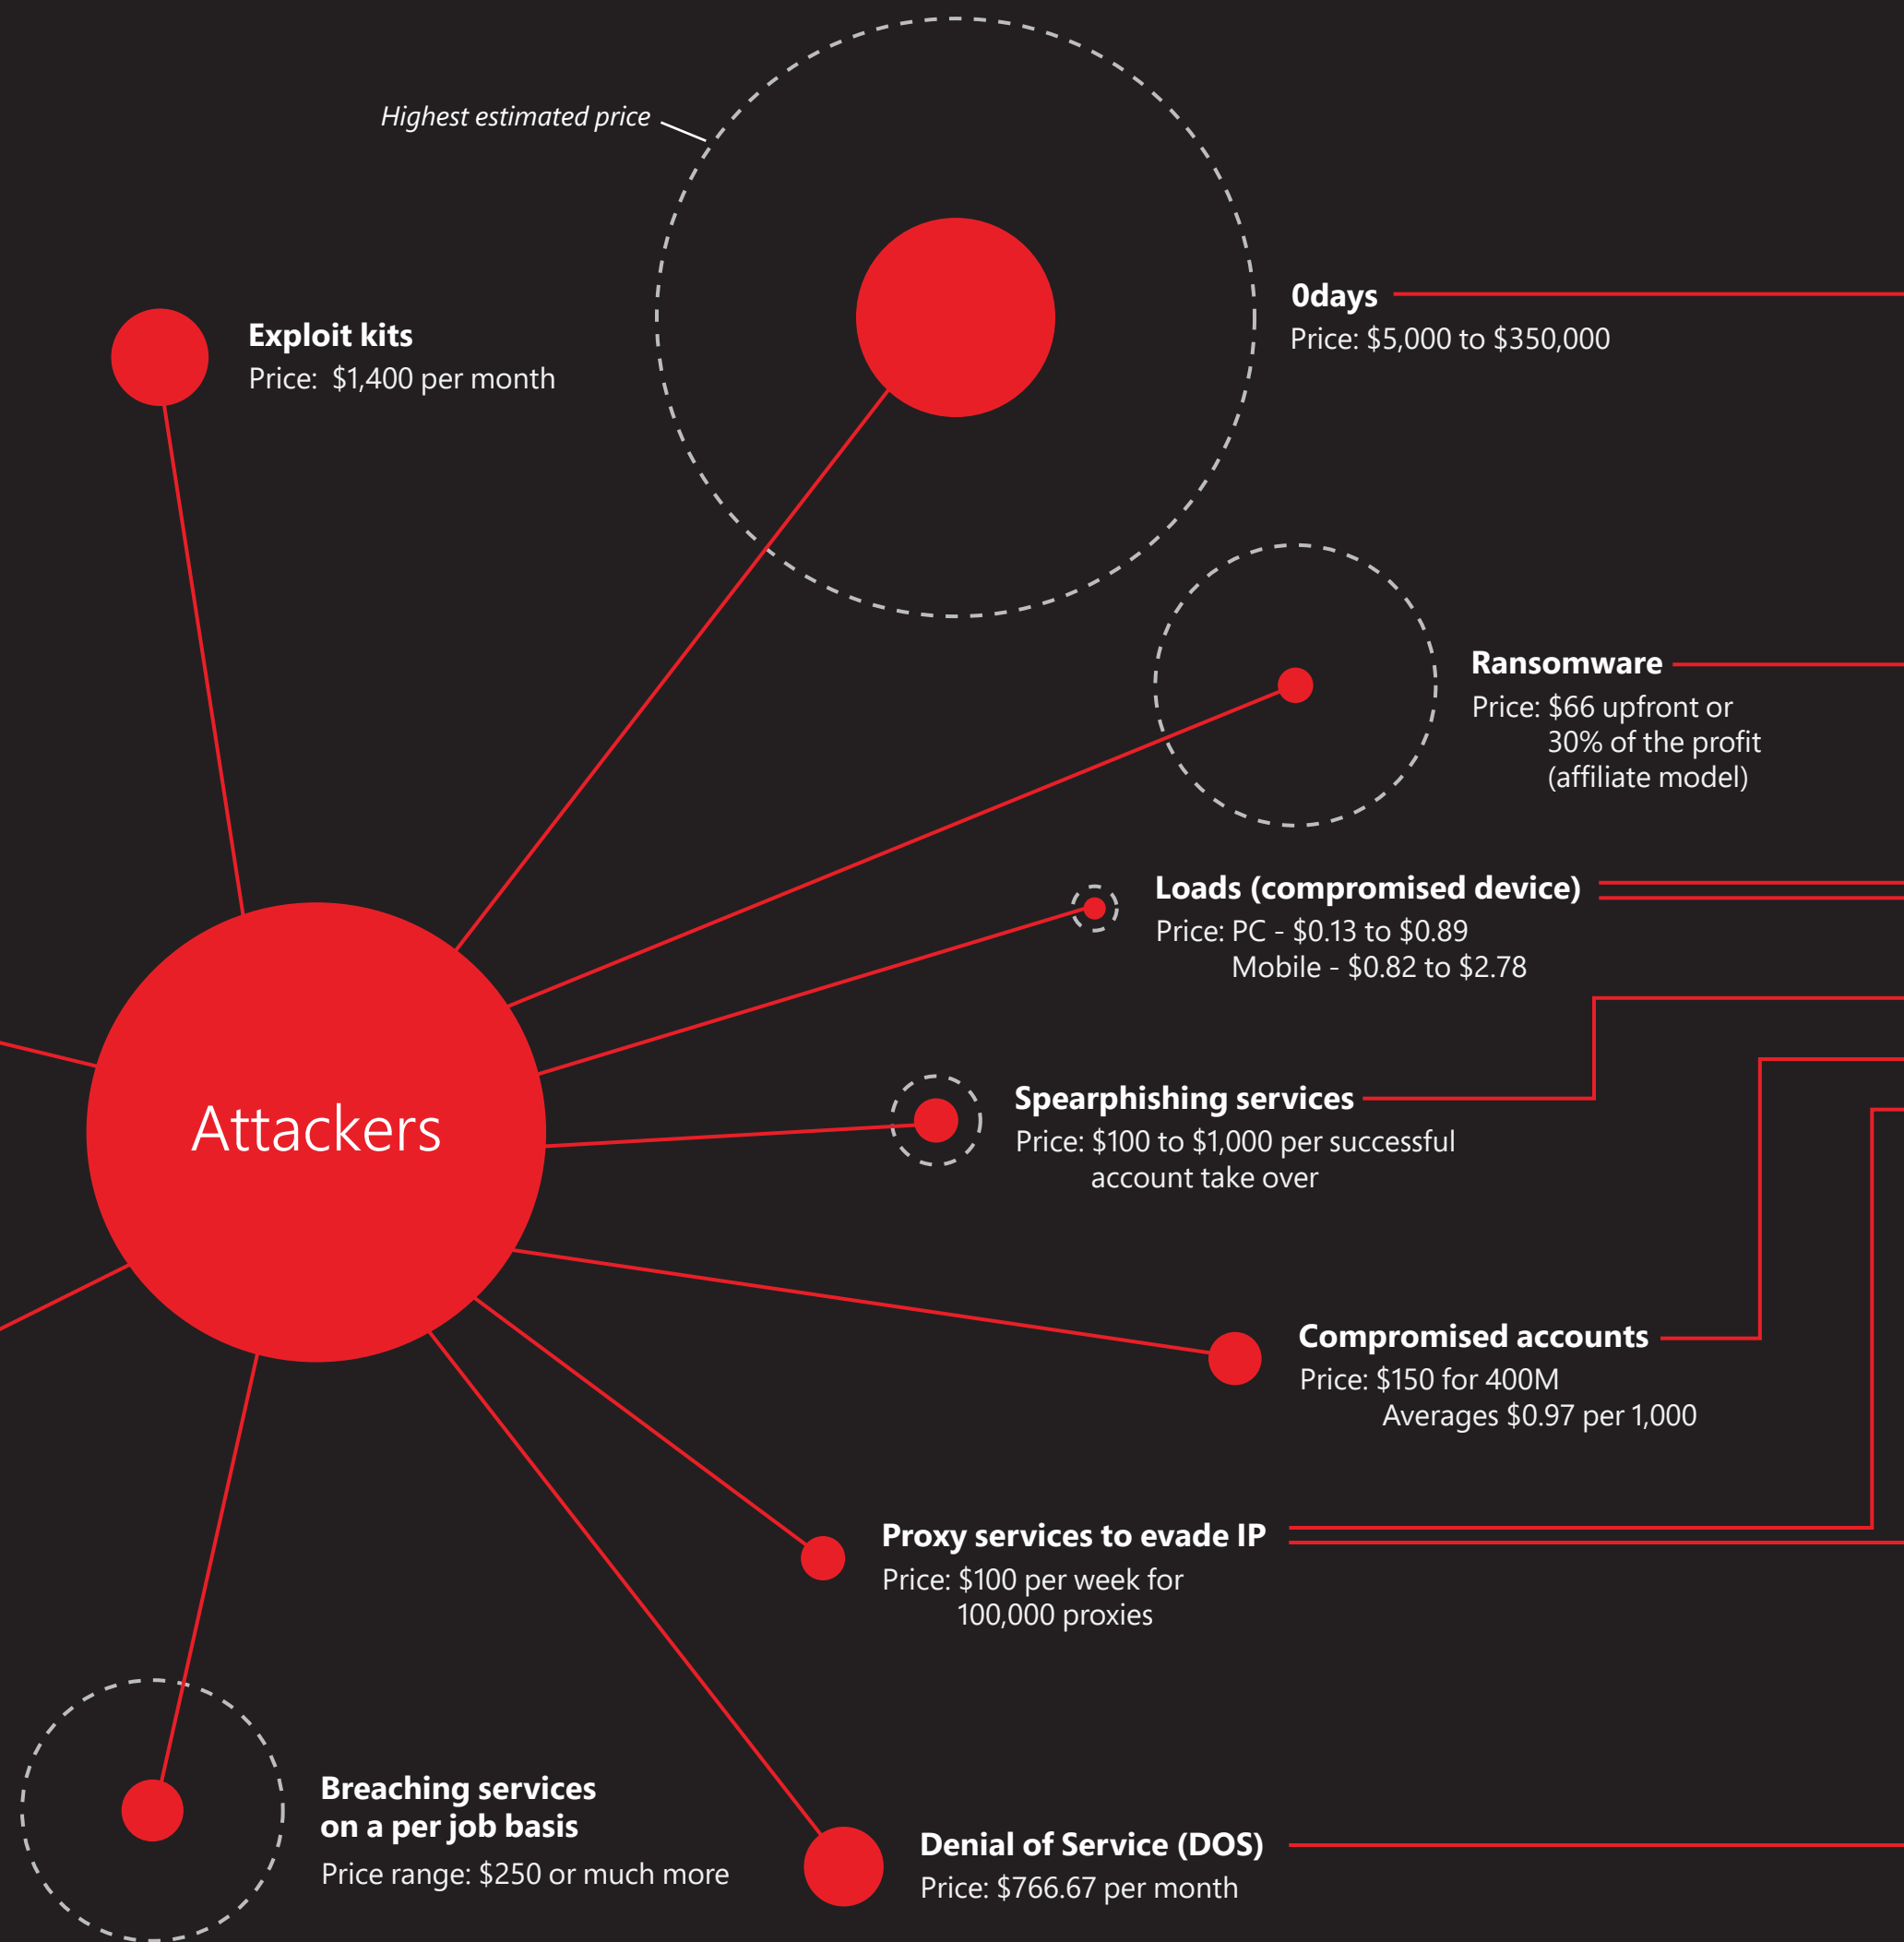 Highest estimated price
0days
Price: $5,000 to $350,000
Exploit kits
Price:  $1,400 per month
Ransomware
Price: $66 upfront or
30% of the profit
(affiliate model)
Loads (compromised device)
Price: PC - $0.13 to $0.89
Mobile - $0.82 to $2.78
Attackers
Spearphishing services
Price: $100 to $1,000 per successful
account take over
Compromised accounts
Price: $150 for 400M
Averages $0.97 per 1,000
Proxy services to evade IP
Price: $100 per week for
100,000 proxies
Breaching services
on a per job basis
Price range: $250 or much more
Denial of Service (DOS)
Price: $766.67 per month